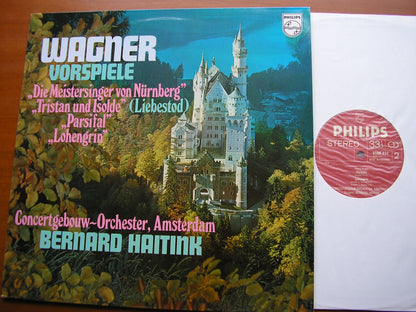 PHILIPS
WAGNER
VORSPIELE
„Die Meistersinger von Nürnberg”
„Tristan und Isolde” (Liebestod)
„Parsifal”
„Lohengrin”
Concertgebouw-Orchester, Amsterdam
BERNARD HAITINK
PHILIPS
STEREO 33
2